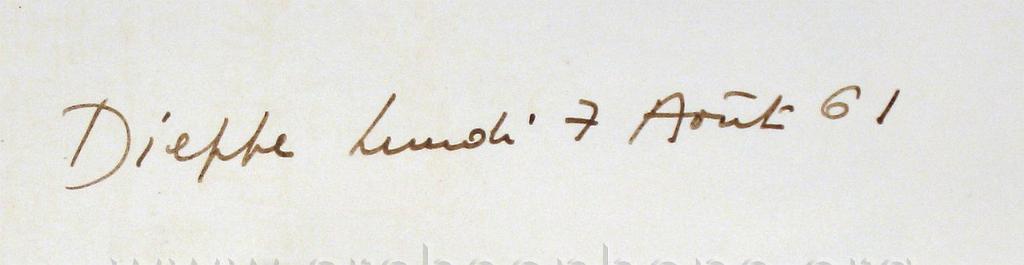 Dieppe Lundi 7 Août 61